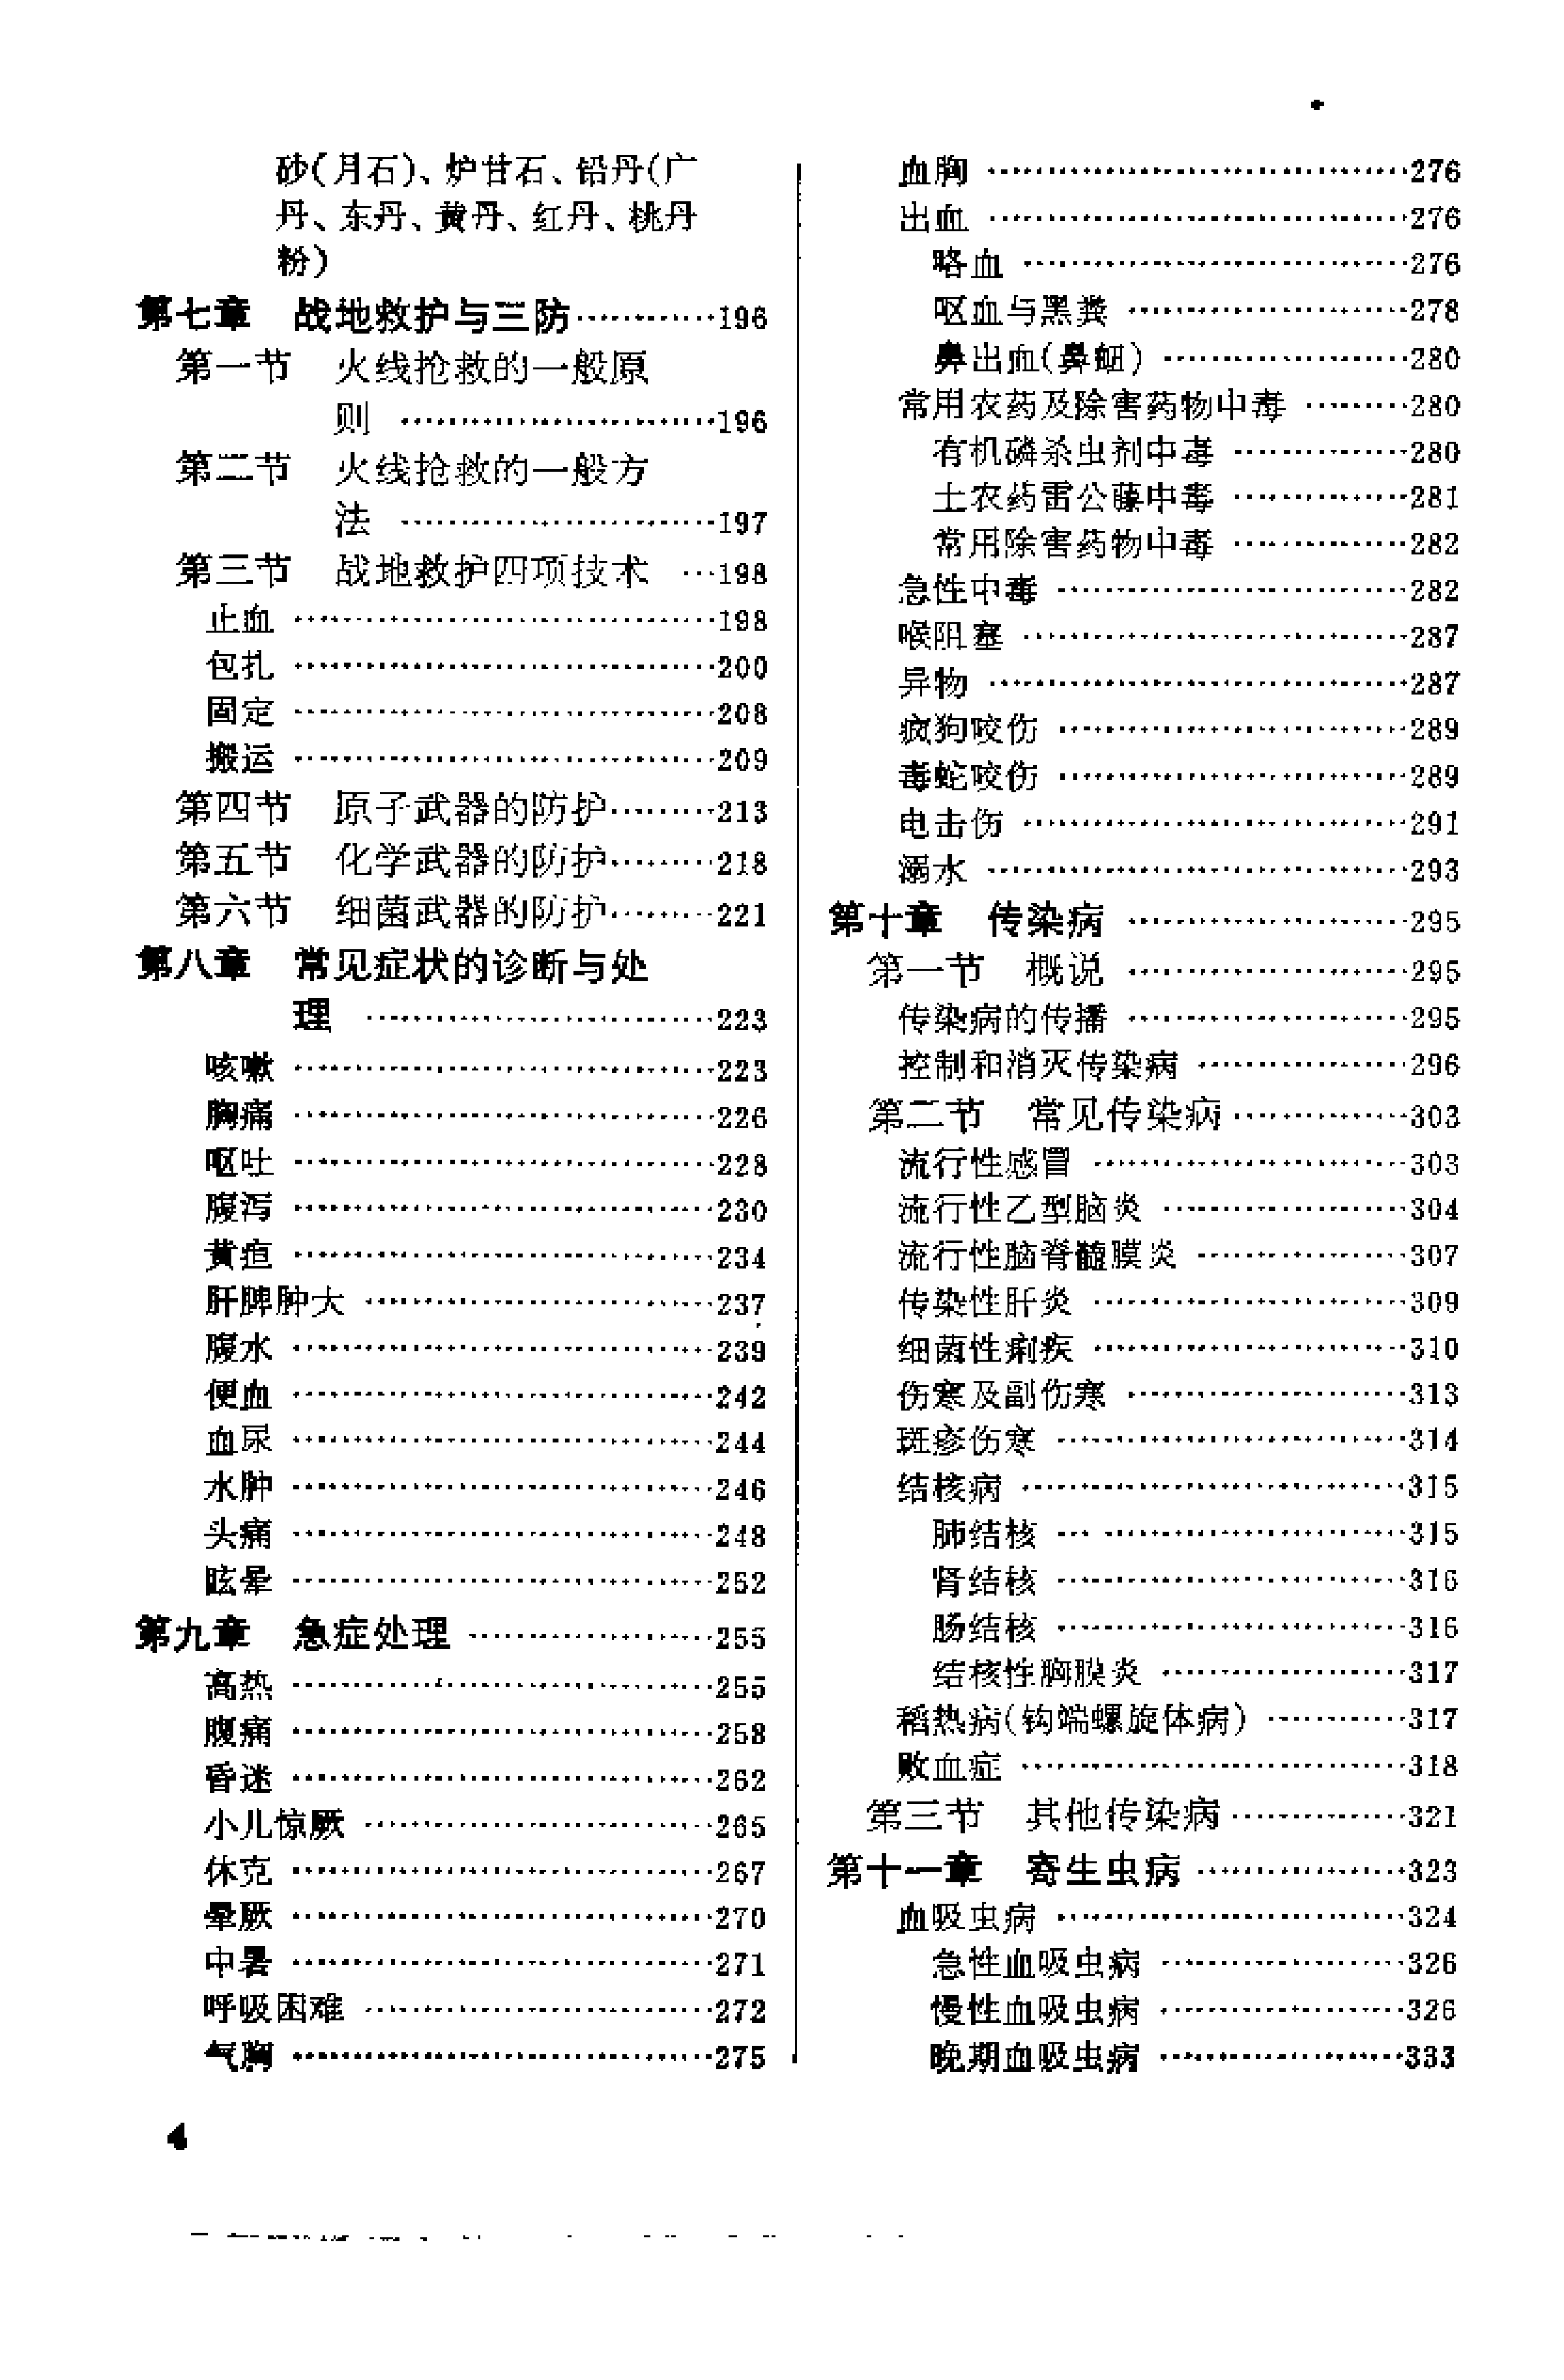 砂(月石)、炉甘石、铅丹(广
丹、东丹、黄丹、红丹、桃丹
粉)
第七章 战地救护与三防…………196
第一节 火线抢救的一般原
则 …………196
第二节 火线抢救的一般方
法 …………197
第三节 战地救护四项技术 …198
止血 …………198
包扎 …………200
固定 …………208
搬运 …………209
第四节 原子武器的防护………213
第五节 化学武器的防护………218
第六节 细菌武器的防护………221
第八章 常见症状的诊断与处
理 …………223
咳嗽 …………223
胸痛 …………226
呕吐 …………228
腹泻 …………230
黄疸 …………234
肝脾肿大 …………237
腹水 …………239
便血 …………242
血尿 …………244
水肿 …………246
头痛 …………248
眩晕 …………252
第九章 急症处理 …………255
高热 …………255
腹痛 …………258
昏迷 …………262
小儿惊厥 …………265
休克 …………267
晕厥 …………270
中暑 …………271
呼吸困难 …………272
气胸 …………275
血胸 …………276
出血 …………276
咯血 …………276
呕血与黑粪 …………278
鼻出血(鼻衄) …………280
常用农药及除害药物中毒 ………280
有机磷杀虫剂中毒 …………280
土农药雷公藤中毒 …………281
常用除害药物中毒 …………282
急性中毒 …………282
喉阻塞 …………287
异物 …………287
疯狗咬伤 …………289
毒蛇咬伤 …………289
电击伤 …………291
溺水 …………293
第十章 传染病 …………295
第一节 概说 …………295
传染病的传播 …………295
控制和消灭传染病 …………296
第二节 常见传染病…………303
流行性感冒 …………303
流行性乙型脑炎 …………304
流行性脑脊髓膜炎 …………307
传染性肝炎 …………309
细菌性痢疾 …………310
伤寒及副伤寒 …………313
斑疹伤寒 …………314
结核病 …………315
肺结核 …………315
肾结核 …………316
肠结核 …………316
结核性胸膜炎 …………317
稻热病(钩端螺旋体病) …………317
败血症 …………318
第三节 其他传染病…………321
第十一章 寄生虫病 …………323
血吸虫病 …………324
急性血吸虫病 …………326
慢性血吸虫病 …………326
晚期血吸虫病 …………333
4